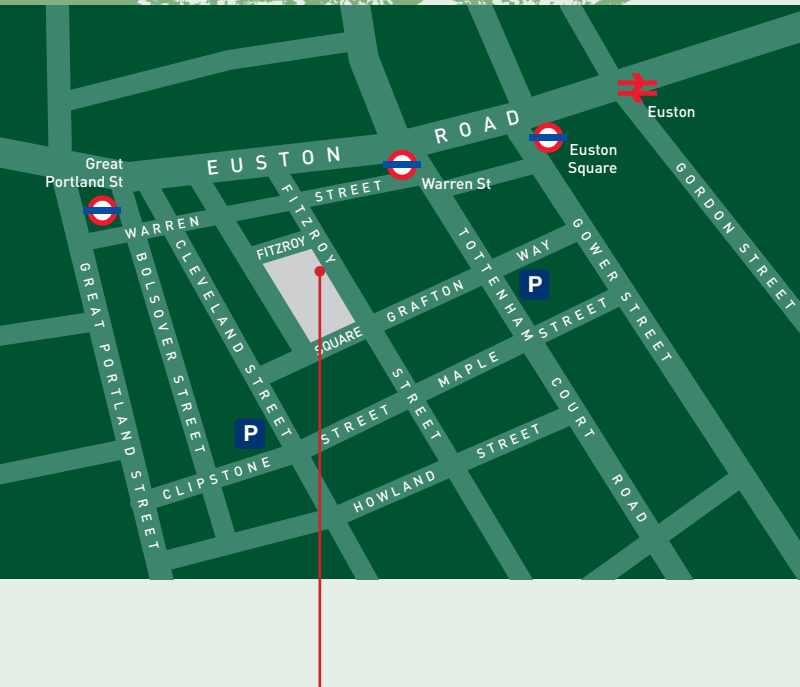 EUSTON ROAD
Euston
Euston
Square
Great
Portland St
Warren St
WARREN STREET
FITZROY STREET
FITZROY
SQUARE
GORDON STREET
GOWER STREET
TOTTENHAM COURT ROAD
GRAFTON WAY
P
MAPLE STREET
CLEVELAND STREET
BOLSOVER STREET
GREAT PORTLAND STREET
P
CLIPSTONE STREET
HOWLAND STREET